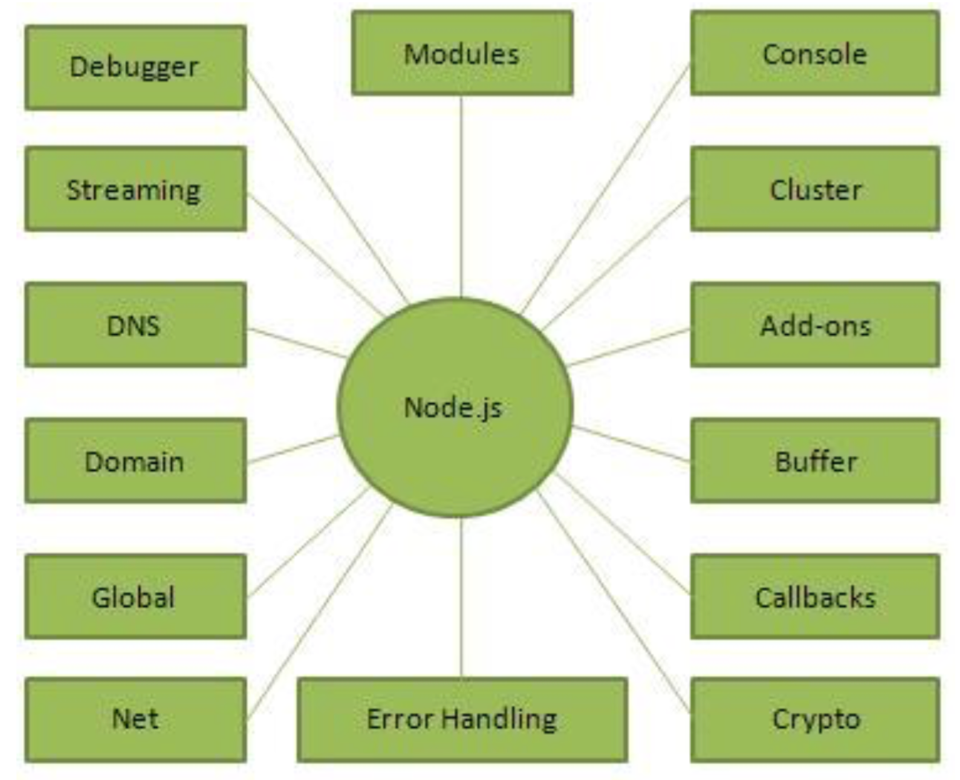 Debugger
Modules
Console
Streaming
Cluster
DNS
Add-ons
Node.js
Domain
Buffer
Global
Callbacks
Net
Error Handling
Crypto